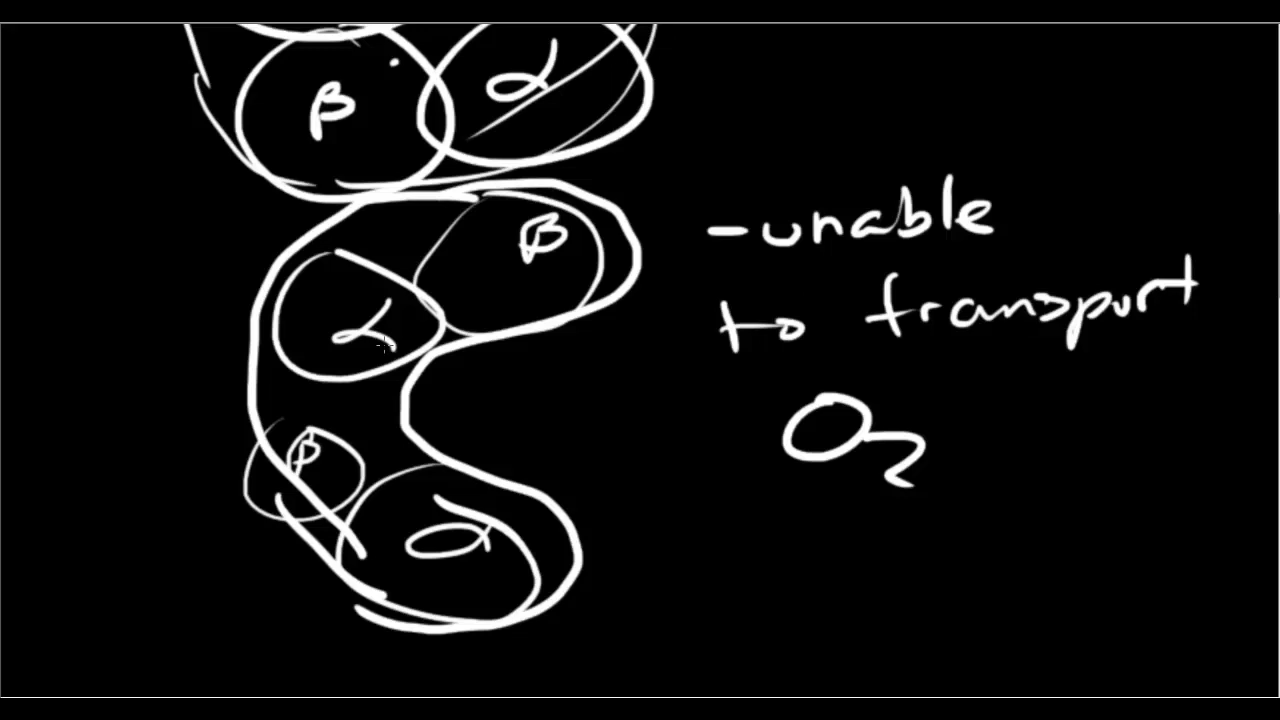 β α
- unable
β
to transport
α
O2
β
α